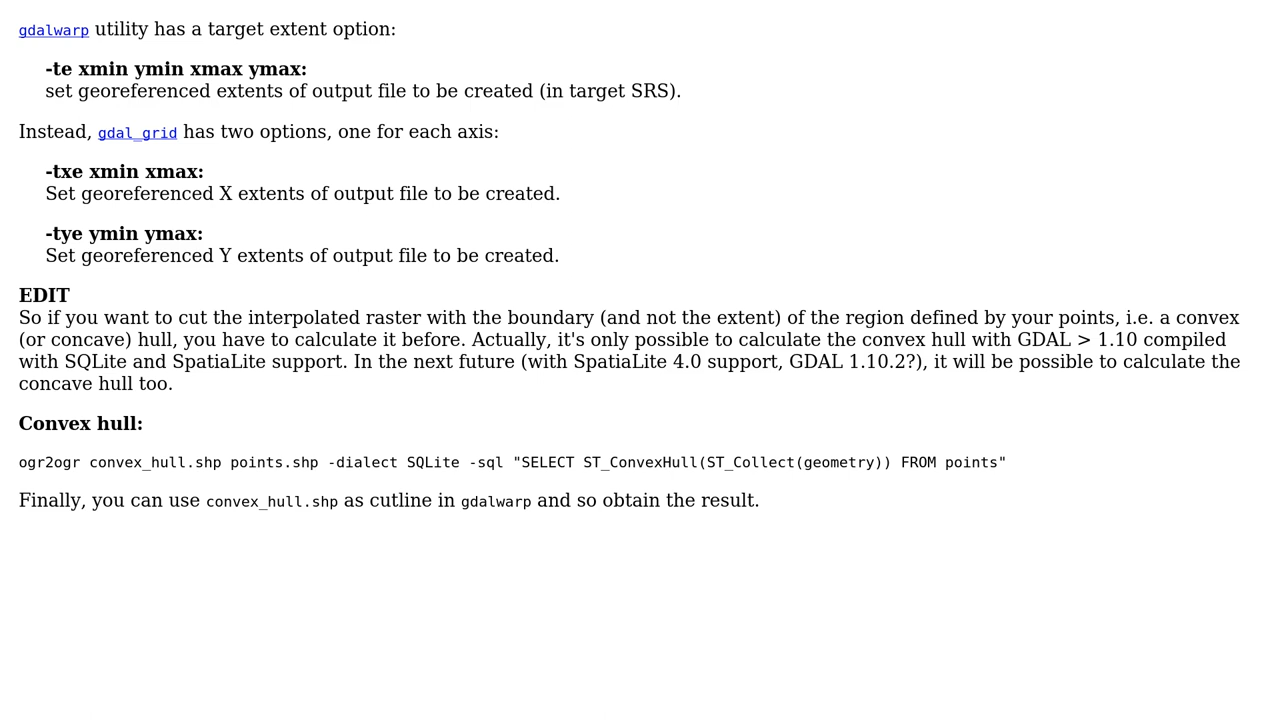 gdalwarp utility has a target extent option:
-te xmin ymin xmax ymax:
set georeferenced extents of output file to be created (in target SRS).
Instead, gdal_grid has two options, one for each axis:
-txe xmin xmax:
Set georeferenced X extents of output file to be created.
-tye ymin ymax:
Set georeferenced Y extents of output file to be created.
EDIT
So if you want to cut the interpolated raster with the boundary (and not the extent) of the region defined by your points, i.e. a convex
(or concave) hull, you have to calculate it before. Actually, it's only possible to calculate the convex hull with GDAL > 1.10 compiled
with SQLite and SpatiaLite support. In the next future (with SpatiaLite 4.0 support, GDAL 1.10.2?), it will be possible to calculate the
concave hull too.
Convex hull:
ogr2ogr convex_hull.shp points.shp -dialect SQLite -sql "SELECT ST_ConvexHull(ST_Collect(geometry)) FROM points"
Finally, you can use convex_hull.shp as cutline in gdalwarp and so obtain the result.